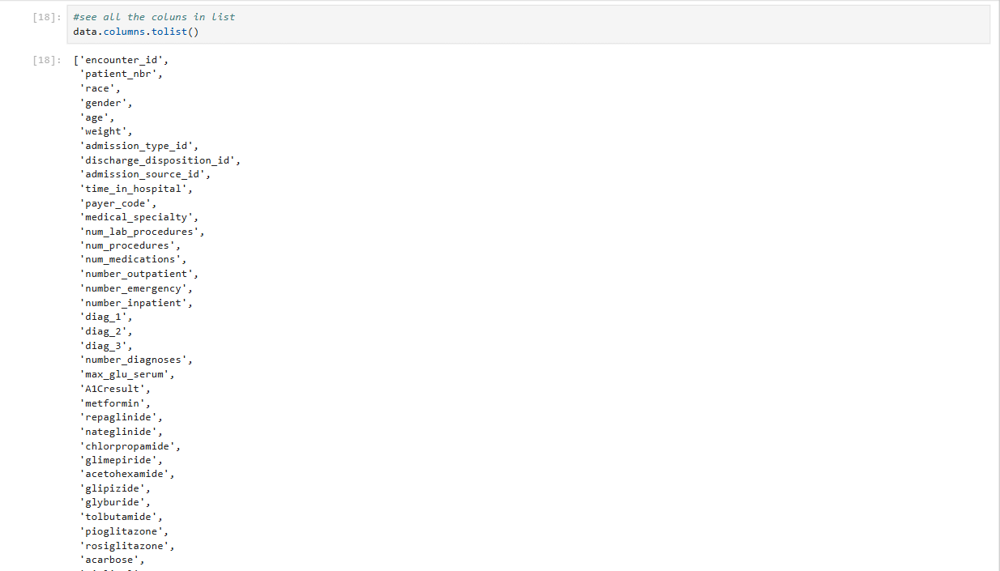 [18]: #see all the coluns in list
data.columns.tolist()
[18]: ['encounter_id',
'patient_nbr',
'race',
'gender',
'age',
'weight',
'admission_type_id',
'discharge_disposition_id',
'admission_source_id',
'time_in_hospital',
'payer_code',
'medical_specialty',
'num_lab_procedures',
'num_procedures',
'num_medications',
'number_outpatient',
'number_emergency',
'number_inpatient',
'diag_1',
'diag_2',
'diag_3',
'number_diagnoses',
'max_glu_serum',
'A1Cresult',
'metformin',
'repaglinide',
'nateglinide',
'chlorpropamide',
'glimepiride',
'acetohexamide',
'glipizide',
'glyburide',
'tolbutamide',
'pioglitazone',
'rosiglitazone',
'acarbose',